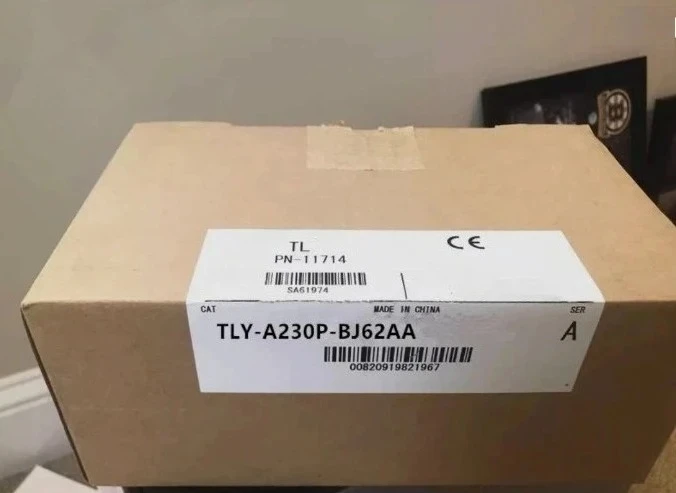 TL
CE
PN-11714
SA61974
CAT MADE IN CHINA SER
TLY-A230P-BJ62AA A
00820919821967
B